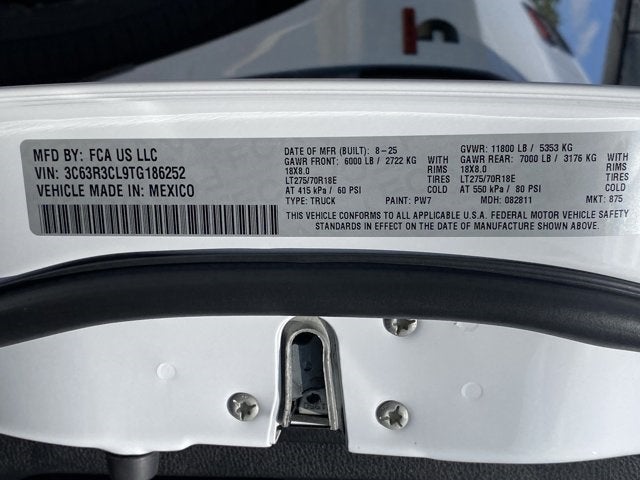 MFD BY: FCA US LLC
VIN: 3C63R3CL9TG186252
VEHICLE MADE IN: MEXICO
DATE OF MFR (BUILT): 8-25 GVWR: 11800 LB / 5353 KG
GAWR FRONT: 6000 LB / 2722 KG WITH GAWR REAR: 7000 LB / 3176 KG WITH
18X8.0 TIRES 18X8.0 TIRES
LT275/70R18E RIMS LT275/70R18E RIMS
AT 415 kPa / 60 PSI COLD AT 550 kPa / 80 PSI COLD
TYPE: TRUCK PAINT: PW7 MDH: 082811 MKT: 875
THIS VEHICLE CONFORMS TO ALL APPLICABLE U.S.A. FEDERAL MOTOR VEHICLE SAFETY
STANDARDS IN EFFECT ON THE DATE OF MANUFACTURE SHOWN ABOVE.